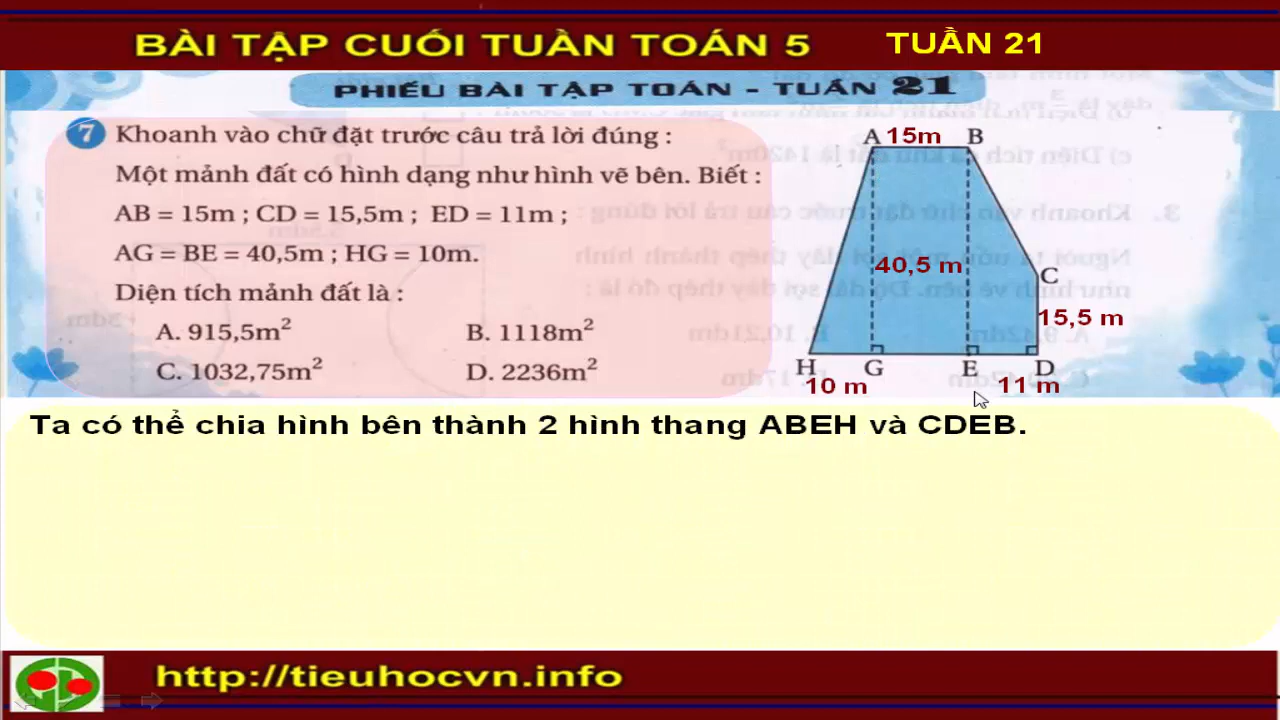 BÀI TẬP CUỐI TUẦN TOÁN 5 TUẦN 21
PHIẾU BÀI TẬP TOÁN - TUẦN 21
7 Khoanh vào chữ đặt trước câu trả lời đúng :
Một mảnh đất có hình dạng như hình vẽ bên. Biết :
AB = 15m ; CD = 15,5m ; ED = 11m ;
AG = BE = 40,5m ; HG = 10m.
Diện tích mảnh đất là :
A. 915,5m² B. 1118m²
C. 1032,75m² D. 2236m²
A 15m B
40,5 m
C
15,5 m
H G E D
10 m 11 m
Ta có thể chia hình bên thành 2 hình thang ABEH và CDEB.
http://tieuhocvn.info